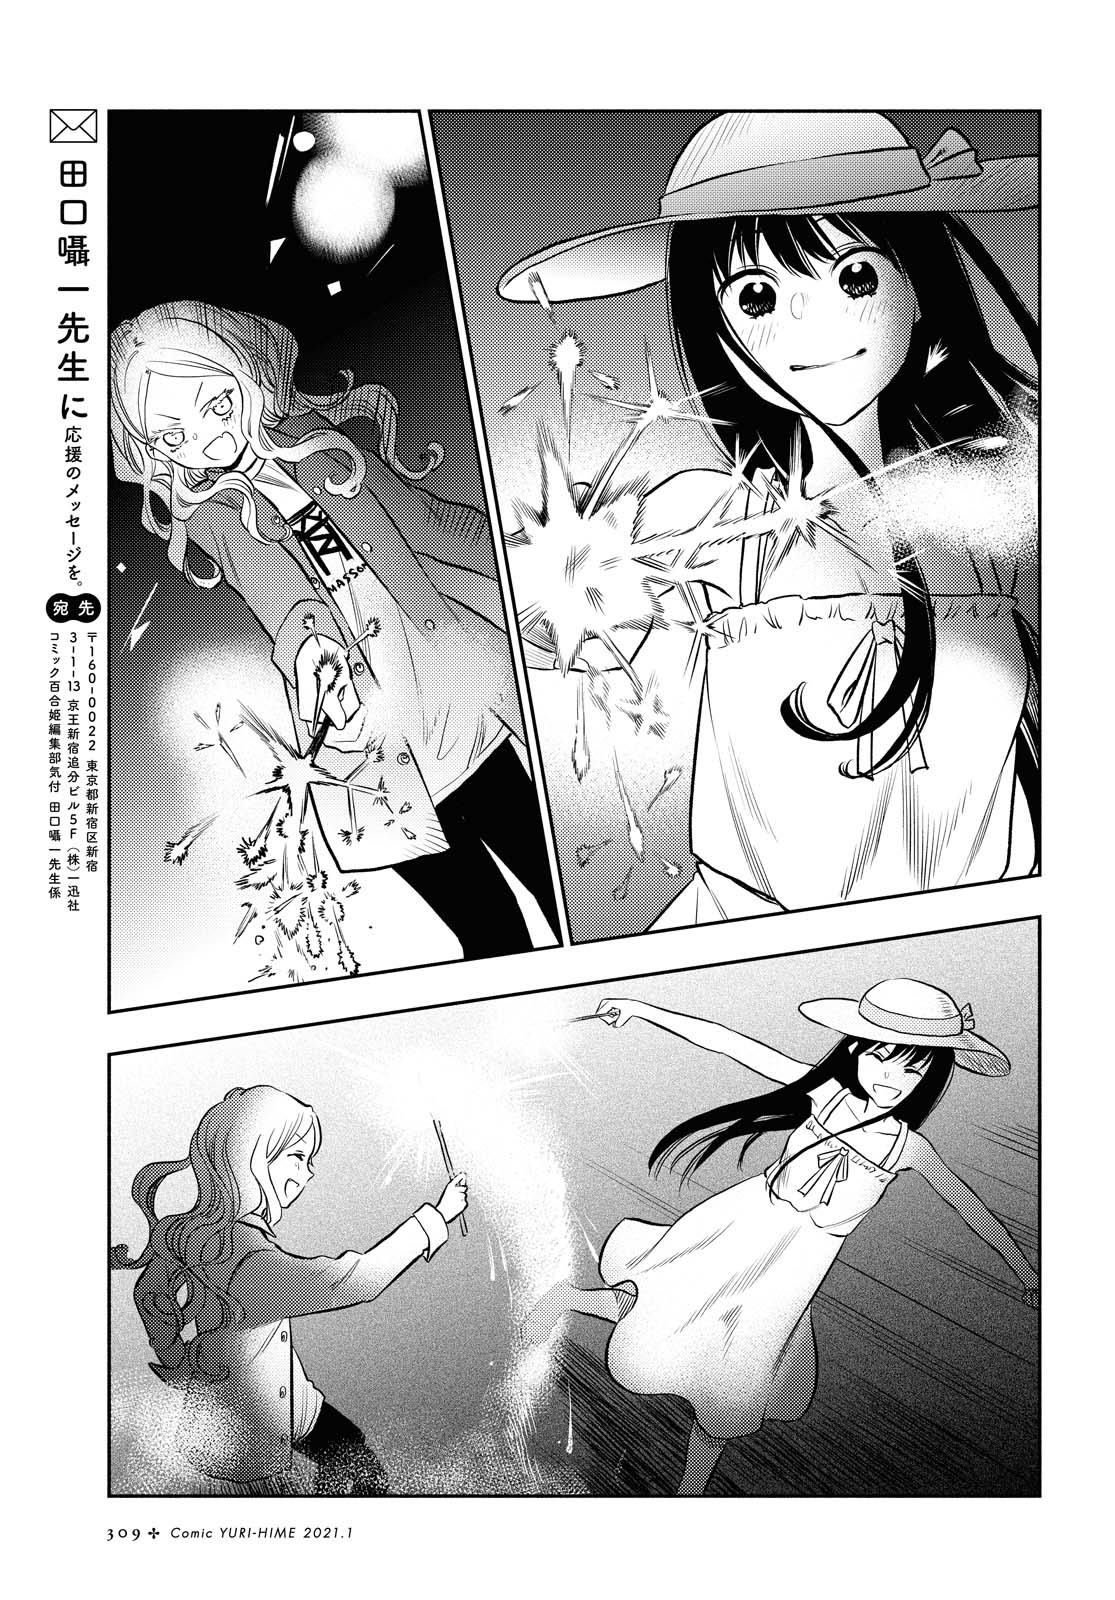 田口囁一先生に応援のメッセージを。
宛先
〒160-0022 東京都新宿区新宿
3-1-13 京王新宿追分ビル5F (株)一迅社
コミック百合姫編集部気付 田口囁一先生係
MASSON
309 ✢ Comic YURI-HIME 2021.1